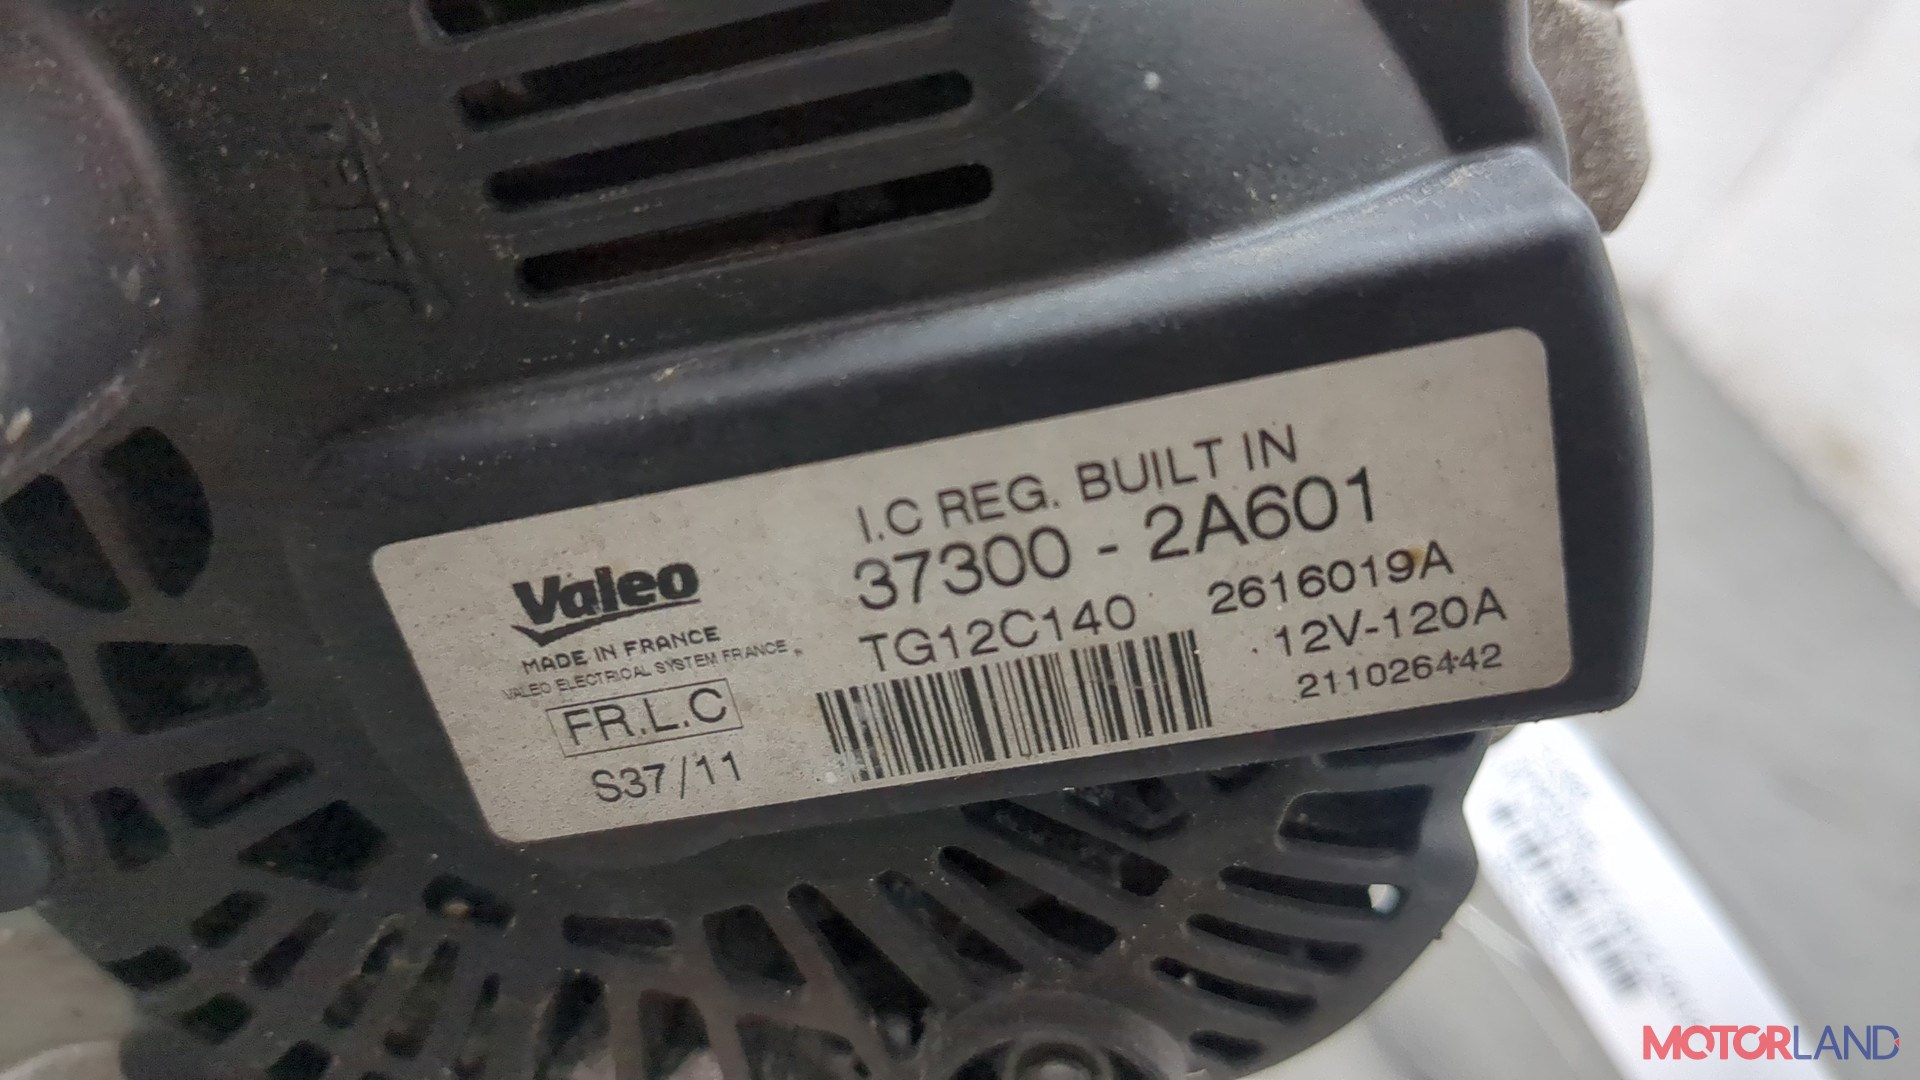 I.C REG. BUILT IN
37300 - 2A601
TG12C140 2616019A
12V-120A
211026442
Valeo
MADE IN FRANCE
VALEO ELECTRICAL SYSTEM FRANCE
FR.L.C
S37/11
MOTORLAND